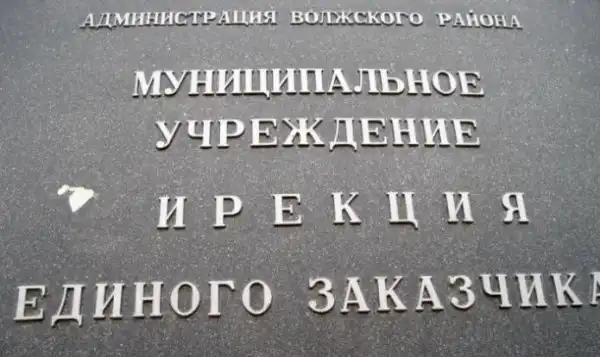 АДМИНИСТРАЦИЯ ВОЛЖСКОГО РАЙОНА
МУНИЦИПАЛЬНОЕ
УЧРЕЖДЕНИЕ
ИРЕКЦИЯ
ЕДИНОГО ЗАКАЗЧИКА